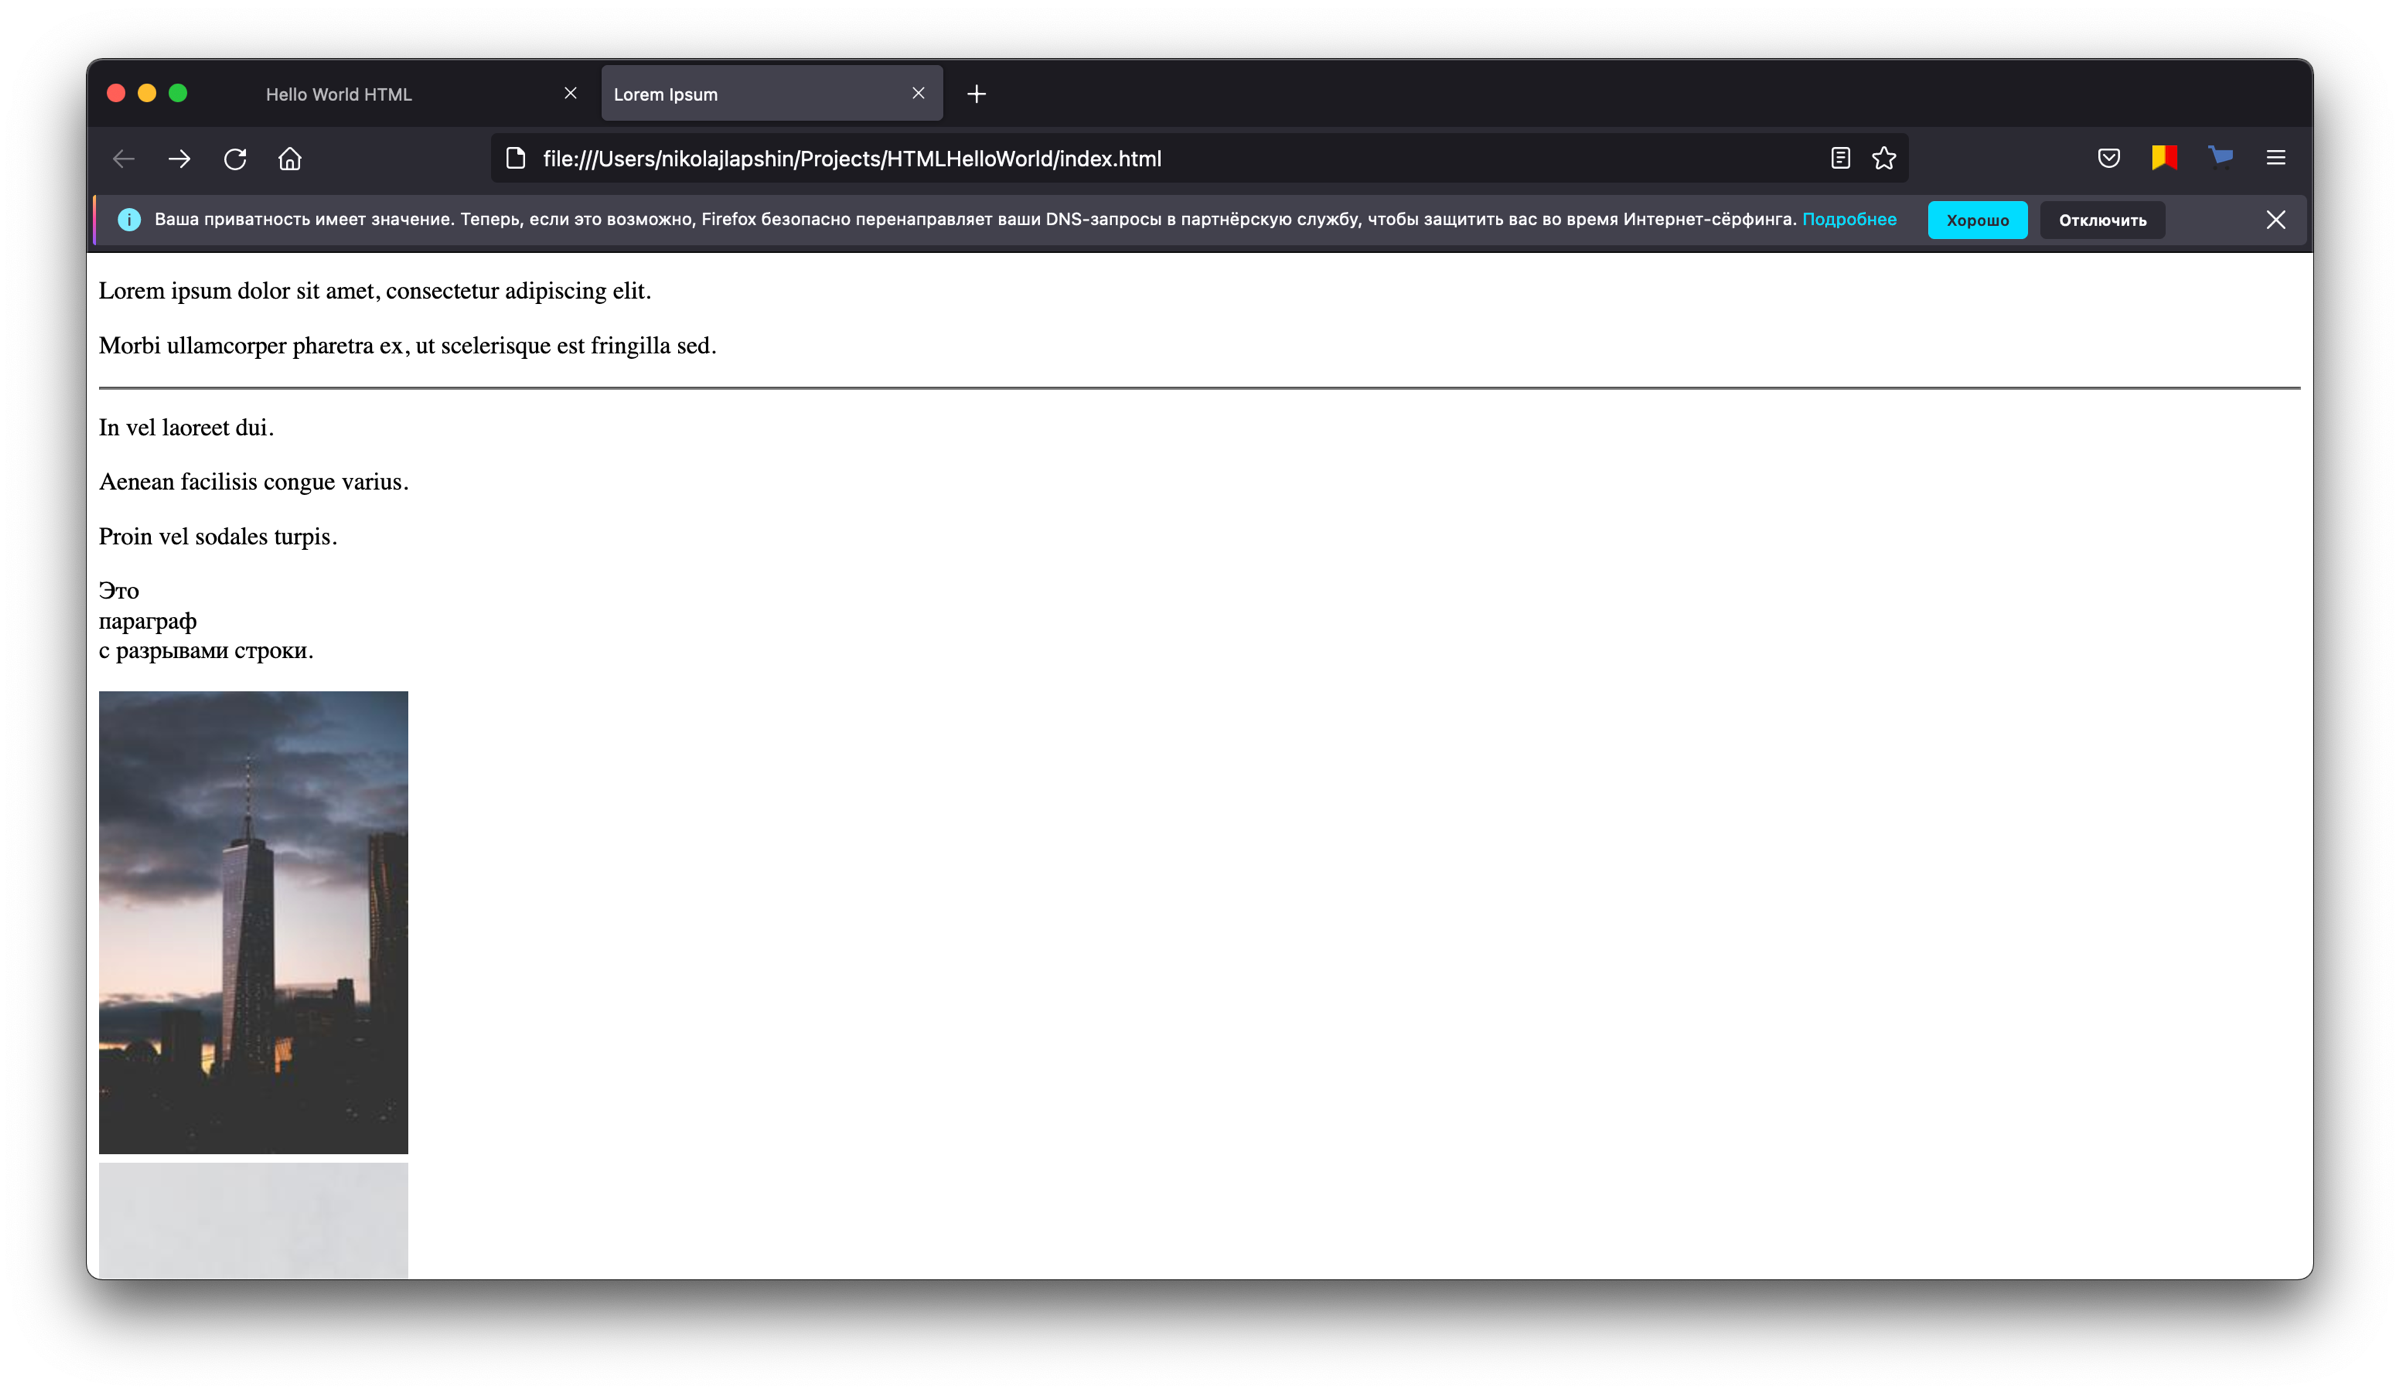 Hello World HTML
Lorem Ipsum
file:///Users/nikolajlapshin/Projects/HTMLHelloWorld/index.html
Ваша приватность имеет значение. Теперь, если это возможно, Firefox безопасно перенаправляет ваши DNS-запросы в партнёрскую службу, чтобы защитить вас во время Интернет-сёрфинга. Подробнее
Хорошо
Отключить
Lorem ipsum dolor sit amet, consectetur adipiscing elit.
Morbi ullamcorper pharetra ex, ut scelerisque est fringilla sed.
In vel laoreet dui.
Aenean facilisis congue varius.
Proin vel sodales turpis.
Это
параграф
с разрывами строки.